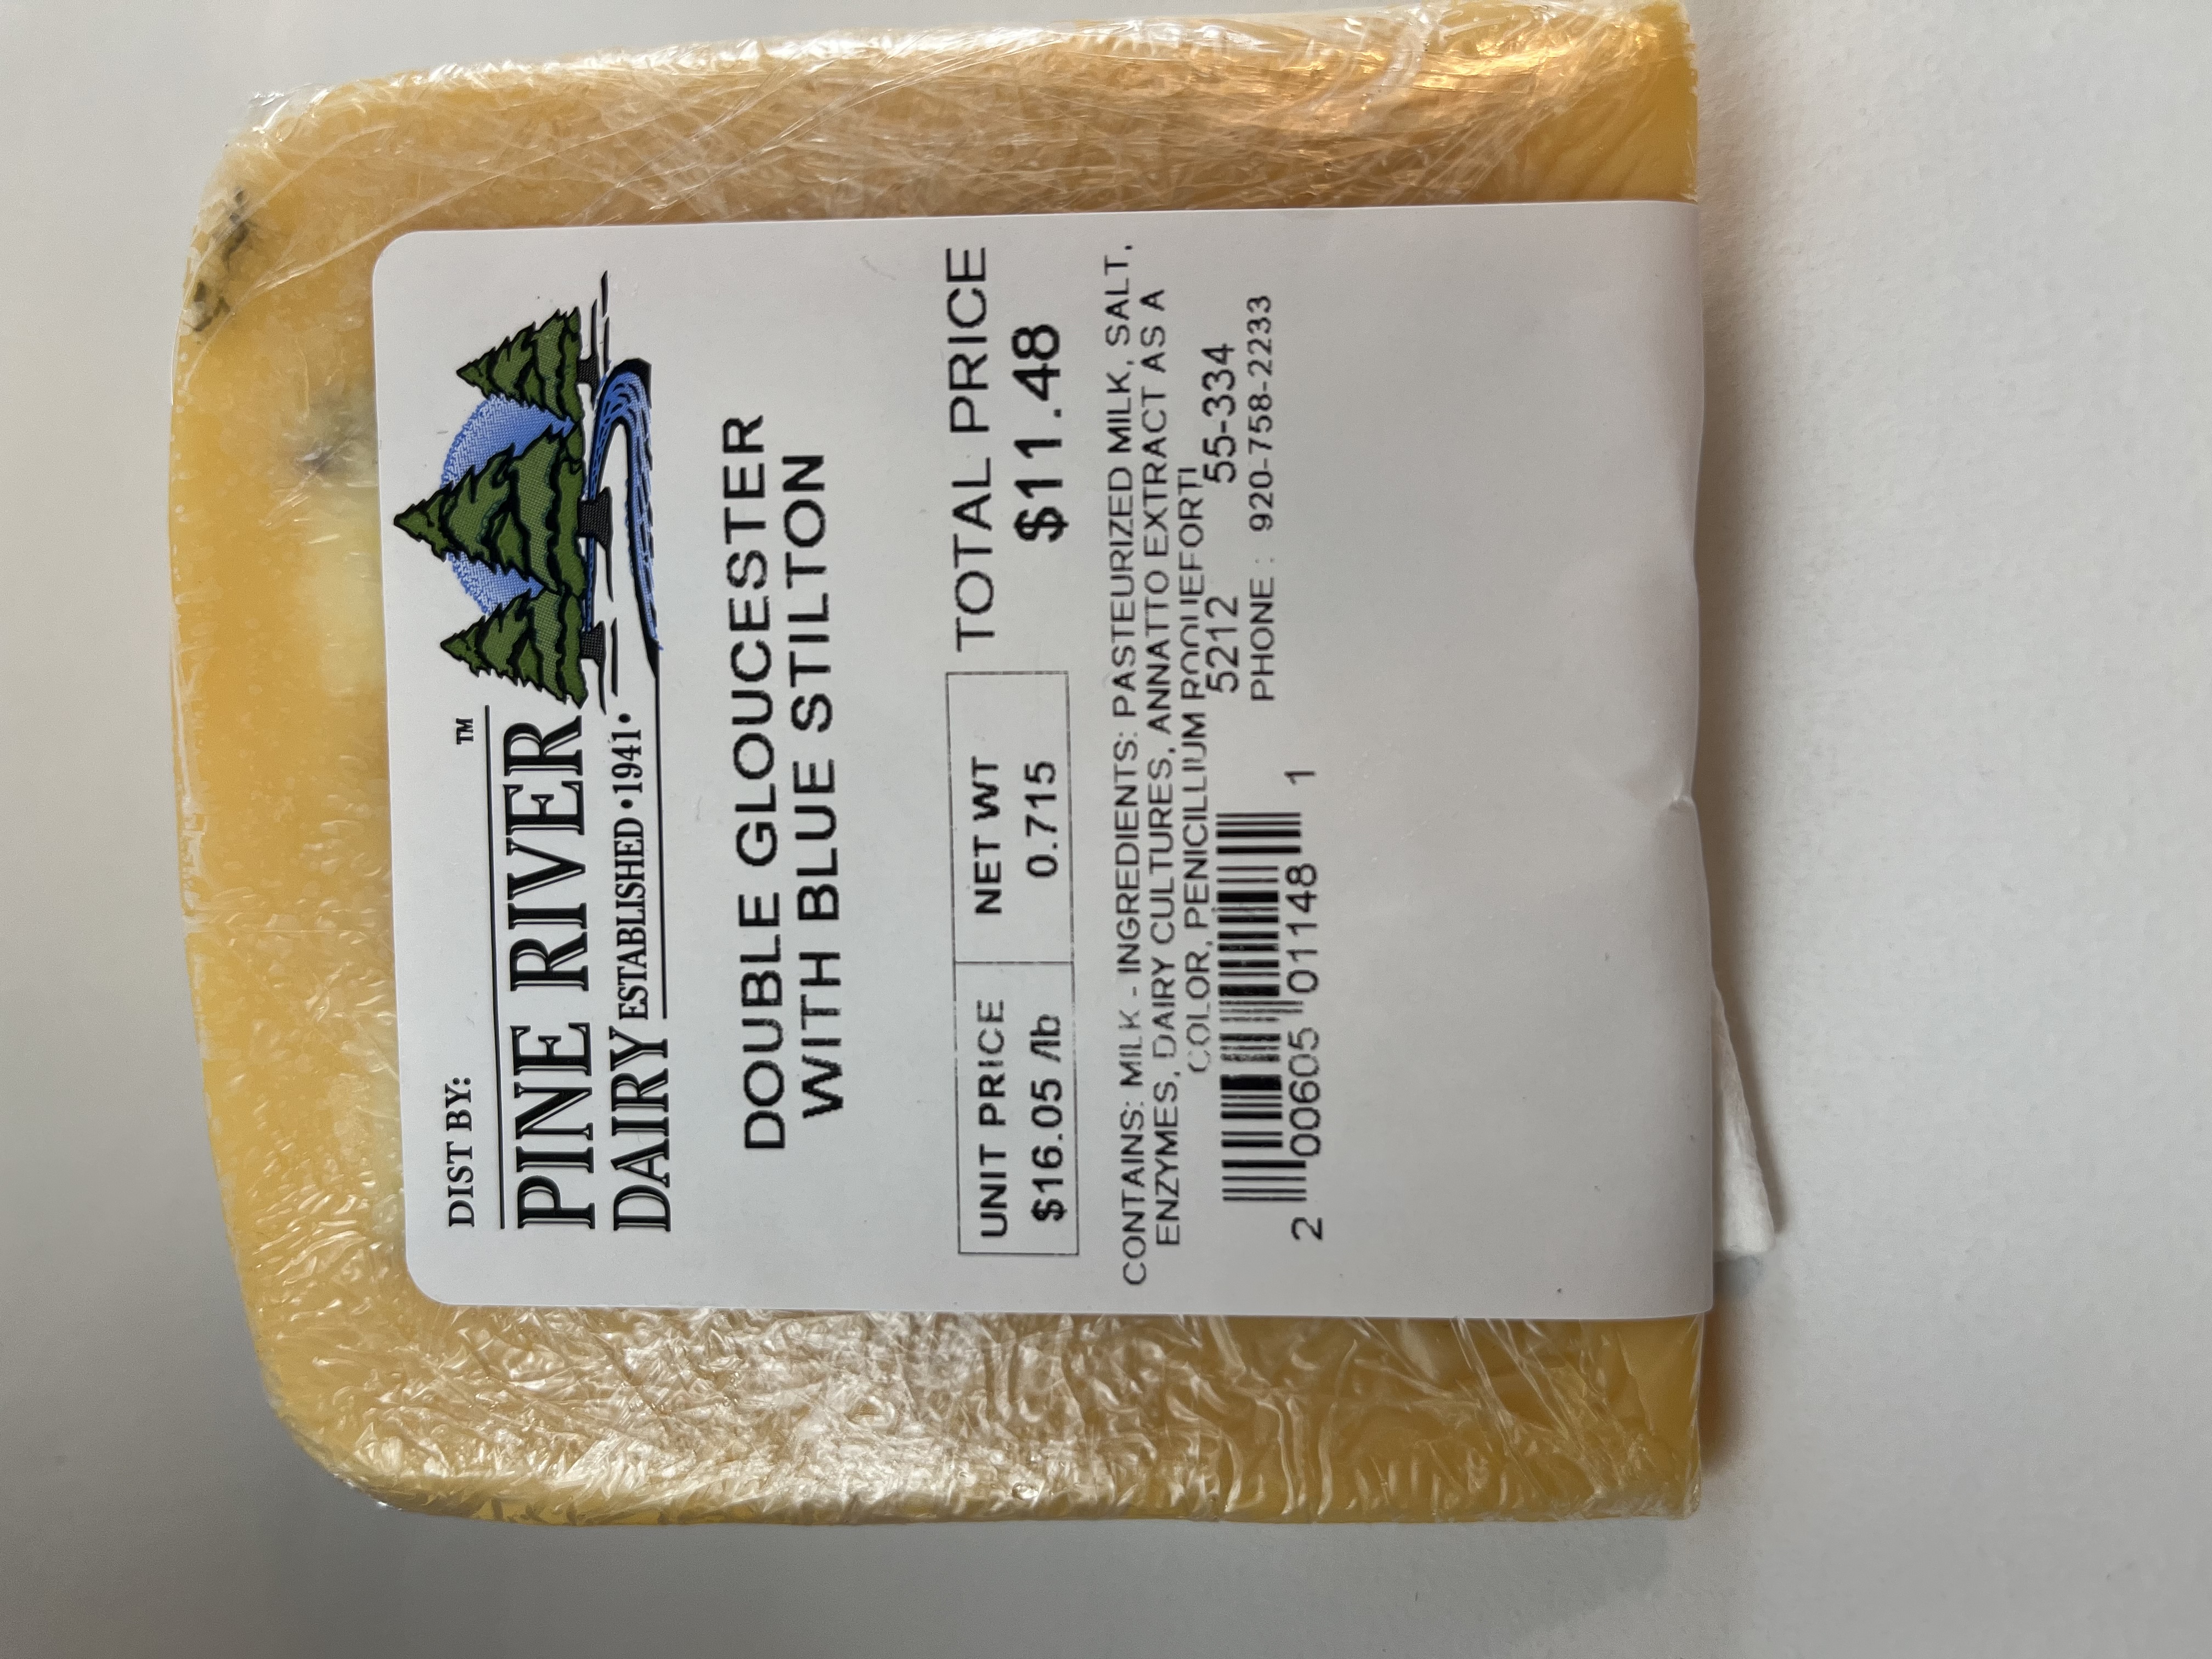 DIST BY:
PINE RIVER™
DAIRY ESTABLISHED •1941•
DOUBLE GLOUCESTER
WITH BLUE STILTON
UNIT PRICE NET WT TOTAL PRICE
$16.05 /lb 0.715 $11.48
CONTAINS: MILK - INGREDIENTS: PASTEURIZED MILK, SALT,
ENZYMES, DAIRY CULTURES, ANNATTO EXTRACT AS A
COLOR, PENICILLIUM ROQUEFORTI
5212 55-334
PHONE : 920-758-2233
2 00605 01148 1